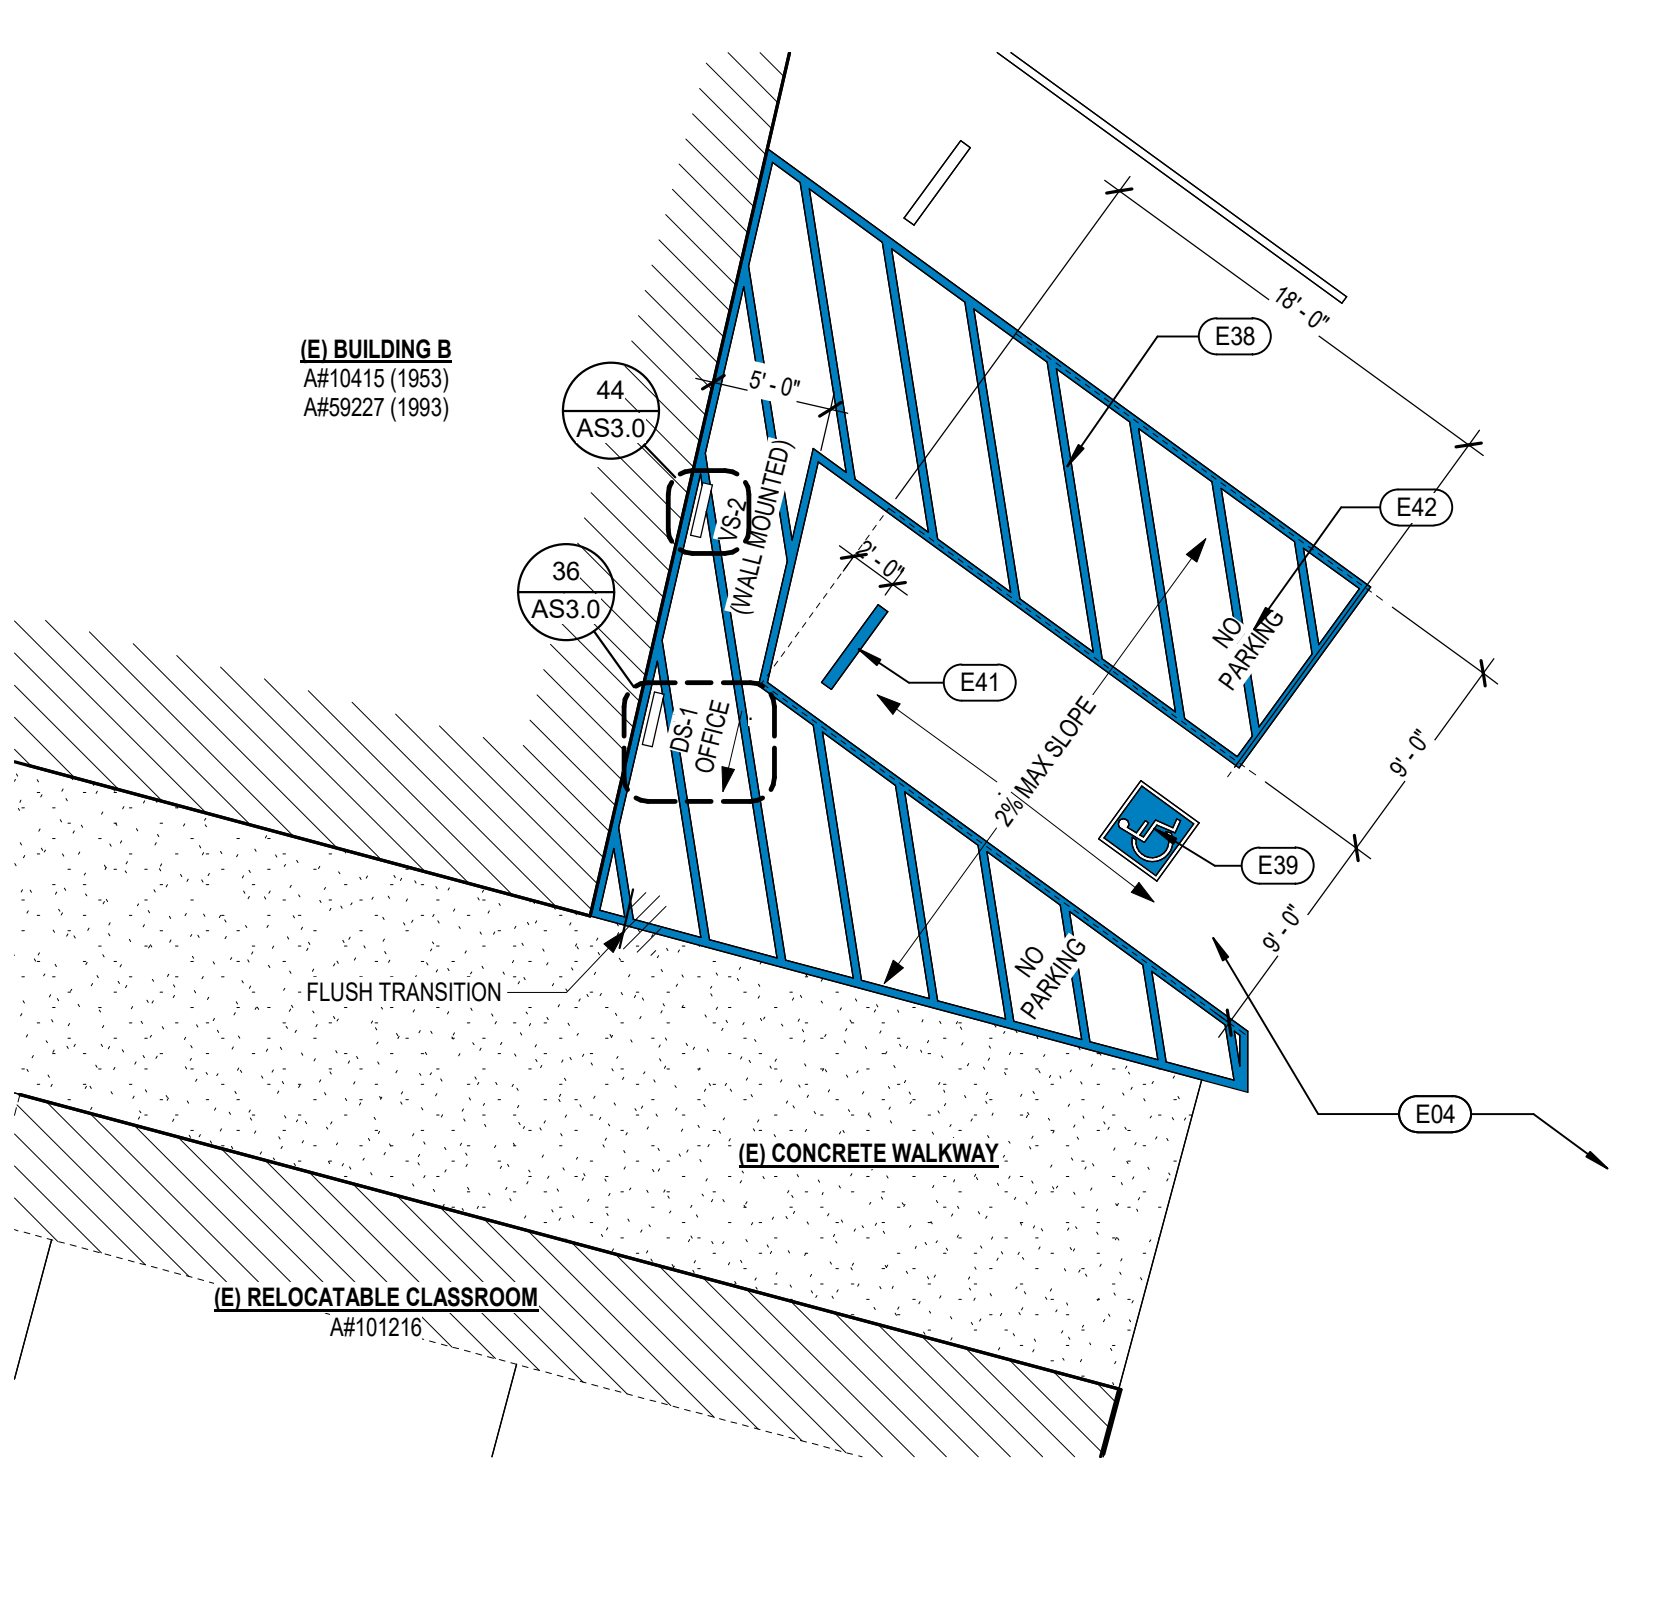 18' - 0"
E38
(E) BUILDING B
A#10415 (1953)
A#59227 (1993)
44
AS3.0
5' - 0"
VS-2
(WALL MOUNTED)
E42
2' - 0"
36
AS3.0
NO
PARKING
E41
DS-1
OFFICE
2% MAX SLOPE
9' - 0"
E39
9' - 0"
NO
PARKING
FLUSH TRANSITION
E04
(E) CONCRETE WALKWAY
(E) RELOCATABLE CLASSROOM
A#101216